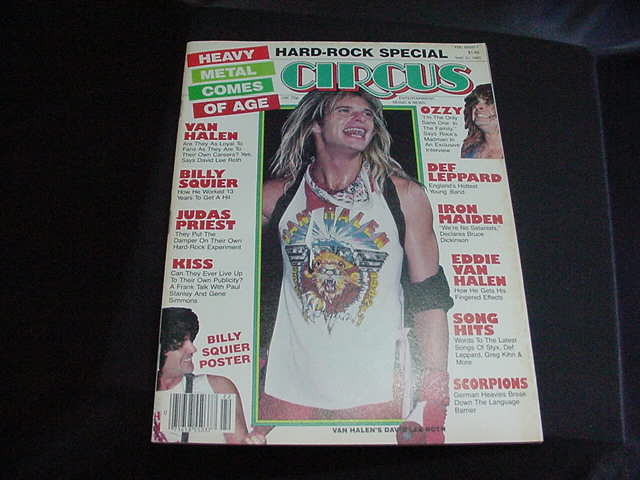 HEAVY
METAL
COMES
OF AGE
HARD-ROCK SPECIAL
CIRCUS
ENTERTAINMENT,
MUSIC & NEWS
VAN
HALEN
Are They As Loyal To
Fans As They Are To
Their Own Careers? Yes,
Says David Lee Roth
BILLY
SQUIER
How He Worked 13
Years To Get A Hit
JUDAS
PRIEST
They Put The
Damper On Their Own
Hard-Rock Experiment
KISS
Can They Ever Live Up
To Their Own Publicity?
A Frank Talk With Paul
Stanley And Gene
Simmons
BILLY
SQUIER
POSTER
VAN HALEN
OZZY
"I'm The Only
Sane One In
The Family,"
Says Rock's
Madman In
An Exclusive
Interview
DEF
LEPPARD
England's Hottest
Young Band
IRON
MAIDEN
"We're No Satanists,"
Declares Bruce
Dickinson
EDDIE
VAN
HALEN
How He Gets His
Fingered Effects
SONG
HITS
Words To The Latest
Songs Of Styx, Def
Leppard, Greg Kihn &
More
SCORPIONS
German Heavies Break
Down The Language
Barrier
VAN HALEN'S DAVID LEE ROTH